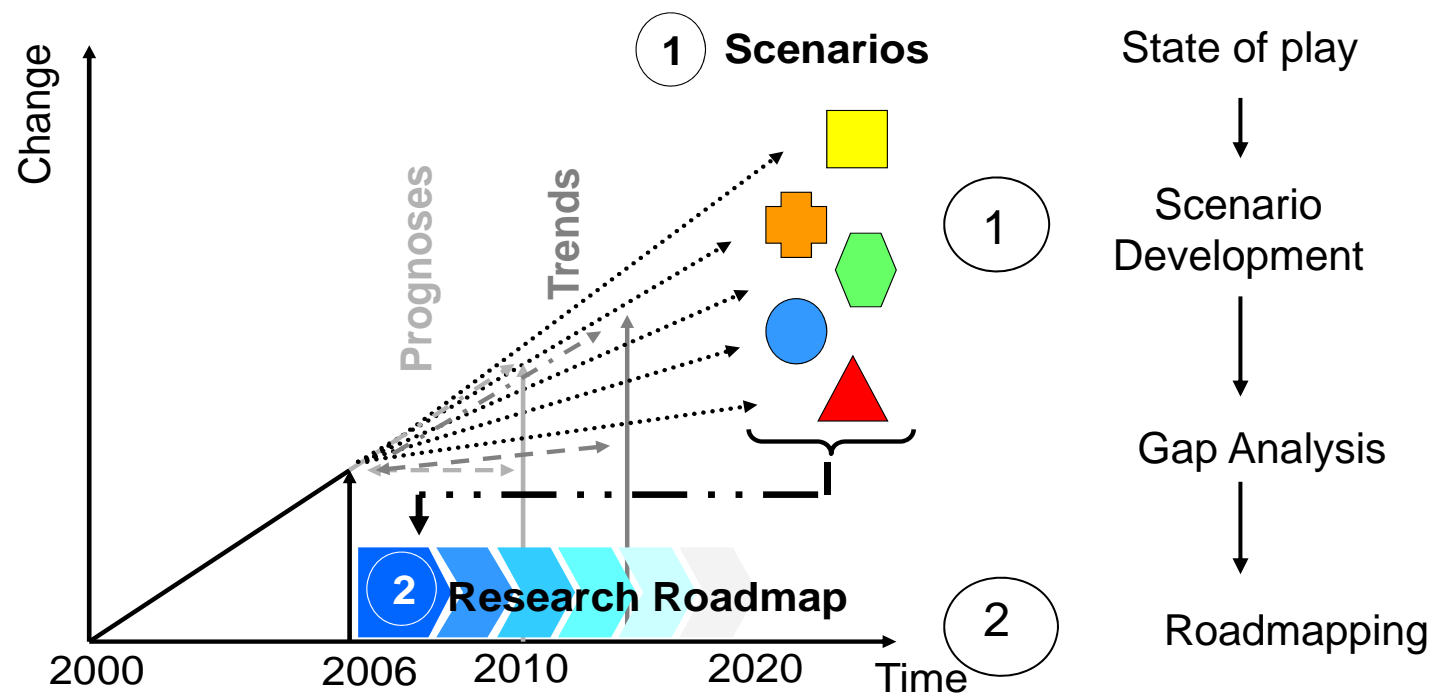 1 Scenarios
State of play
Change
Prognoses
Trends
1
Scenario
Development
Gap Analysis
2 Research Roadmap
2
Roadmapping
2000
2006
2010
2020
Time